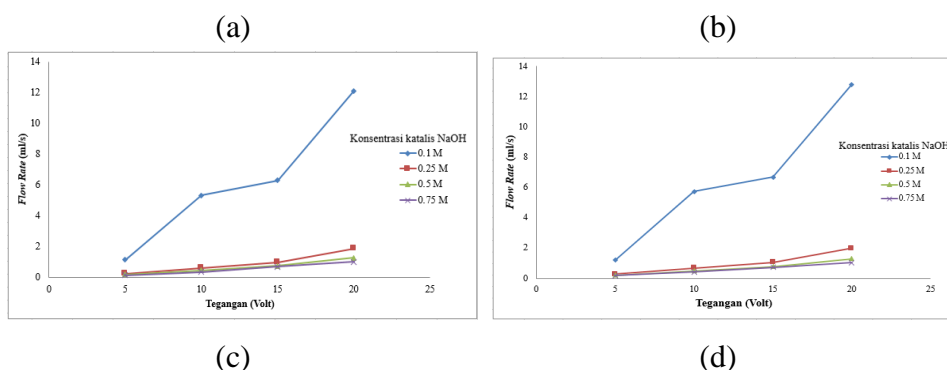 (a)
(b)
14
12
10
8
6
4
2
0
Flow Rate (ml/s)
0
5
10
15
20
25
Tegangan (Volt)
Konsentrasi katalis NaOH
0.1 M
0.25 M
0.5 M
0.75 M
14
12
10
8
6
4
2
0
Flow Rate (ml/s)
0
5
10
15
20
25
Tegangan (Volt)
Konsentrasi katalis NaOH
0.1 M
0.25 M
0.5 M
0.75 M
(c)
(d)